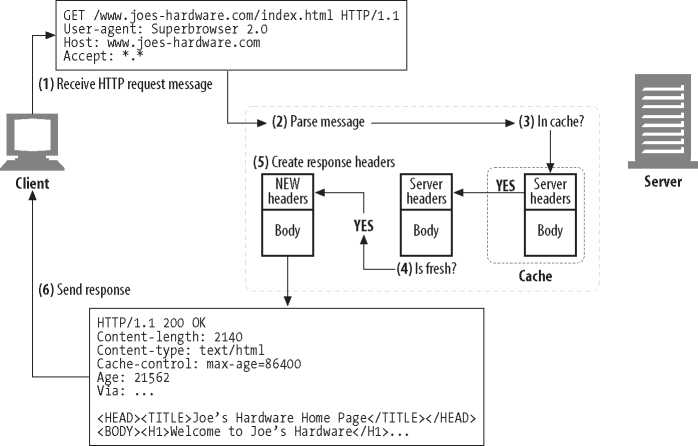 GET /www.joes-hardware.com/index.html HTTP/1.1
User-agent: Superbrowser 2.0
Host: www.joes-hardware.com
Accept: *.*
(1) Receive HTTP request message
(2) Parse message
(3) In cache?
Client
Server
(5) Create response headers
NEW
headers
Body
YES
Server
headers
Body
YES
Server
headers
Body
(4) Is fresh?
Cache
(6) Send response
HTTP/1.1 200 OK
Content-length: 2140
Content-type: text/html
Cache-control: max-age=86400
Age: 21562
Via: ...
<HEAD><TITLE>Joe's Hardware Home Page</TITLE></HEAD>
<BODY><H1>Welcome to Joe's Hardware</H1>...